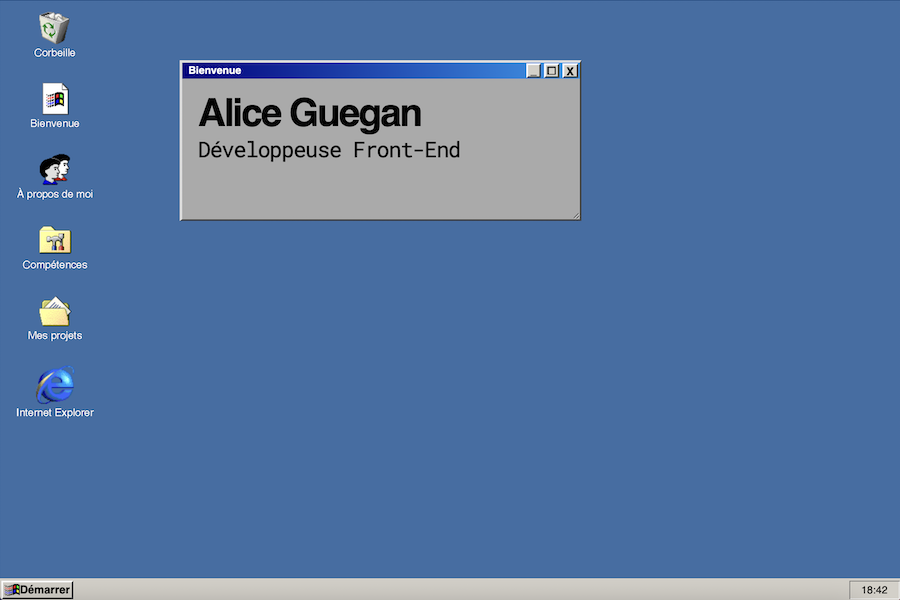 Corbeille
Bienvenue
À propos de moi
Compétences
Mes projets
Internet Explorer
Bienvenue
Alice Guegan
Développeuse Front-End
Démarrer
18:42